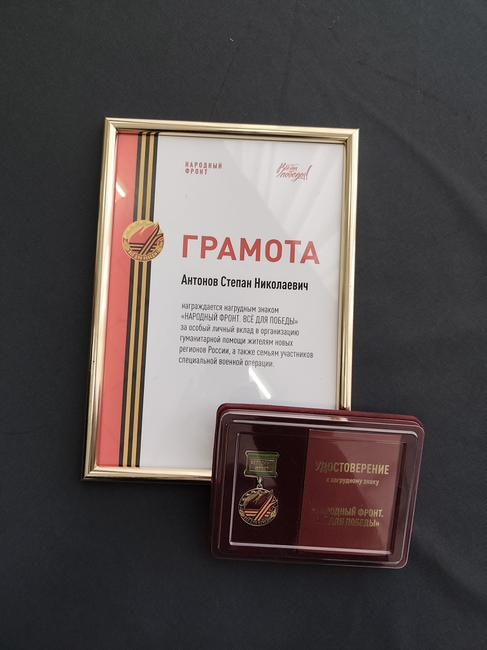 НАРОДНЫЙ
ФРОНТ
Всё для
победы!
ГРАМОТА
Антонов Степан Николаевич
награждается нагрудным знаком
«НАРОДНЫЙ ФРОНТ. ВСЁ ДЛЯ ПОБЕДЫ»
за особый личный вклад в организацию
гуманитарной помощи жителям новых
регионов России, а также семьям участников
специальной военной операции.
УДОСТОВЕРЕНИЕ
к нагрудному знаку
«НАРОДНЫЙ ФРОНТ.
ДЛЯ ПОБЕДЫ»